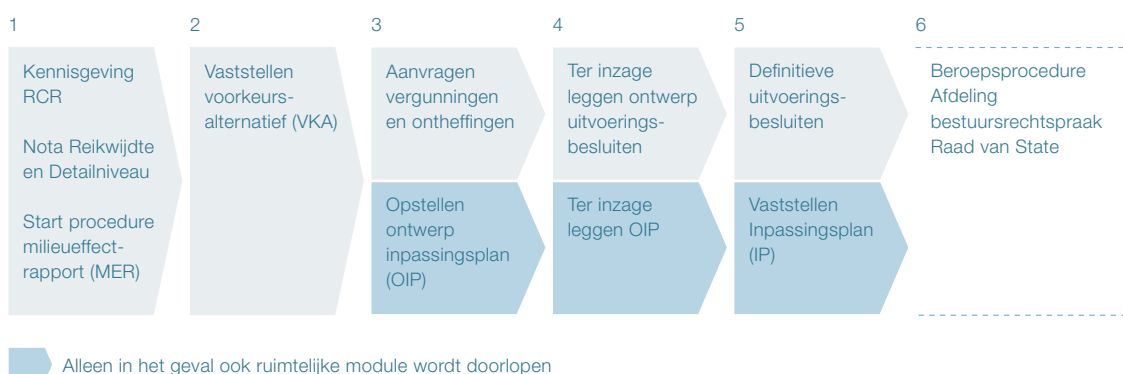 1
Kennisgeving
RCR
Nota Reikwijdte
en Detailniveau
Start procedure
milieueffect-
rapport (MER)
2
Vaststellen
voorkeurs-
alternatief (VKA)
3
Aanvragen
vergunningen
en ontheffingen
Opstellen
ontwerp
inpassingsplan
(OIP)
4
Ter inzage
leggen ontwerp
uitvoerings-
besluiten
Ter inzage
leggen OIP
5
Definitieve
uitvoerings-
besluiten
Vaststellen
Inpassingsplan
(IP)
6
Beroepsprocedure
Afdeling
bestuursrechtspraak
Raad van State
Alleen in het geval ook ruimtelijke module wordt doorlopen